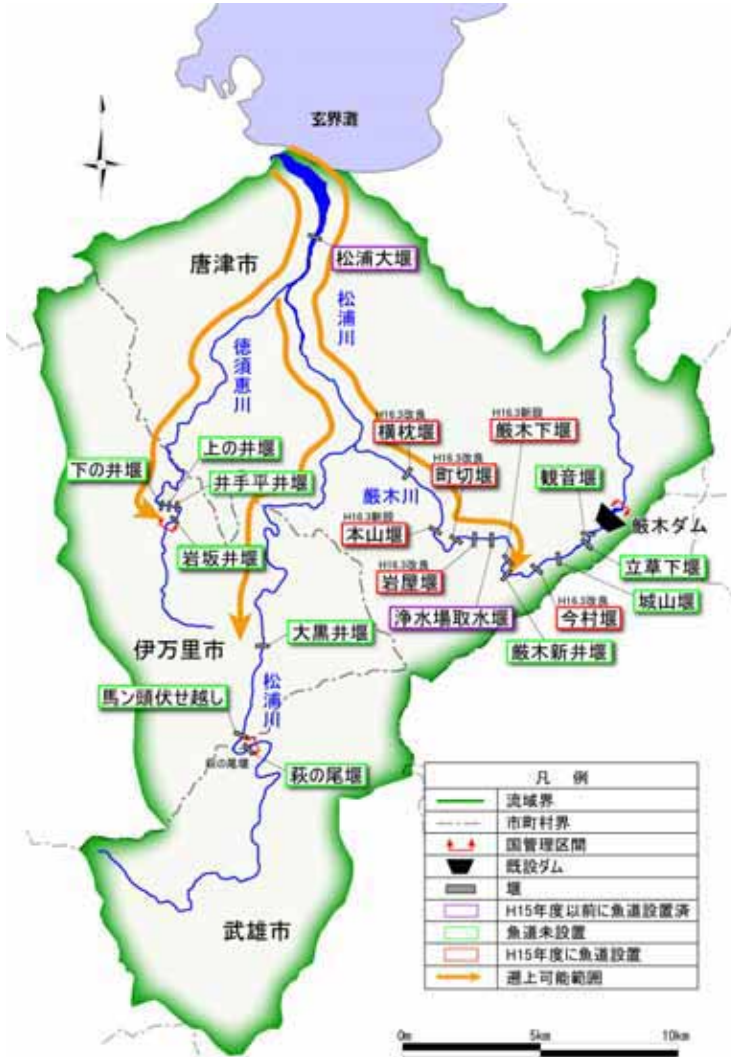 玄界灘
唐津市
松浦大堰
松浦川
徳須恵川
H16.3改良
横枕堰
H16.3新設
厳木下堰
H16.3改良
町切堰
上の井堰
下の井堰
井手平井堰
観音堰
厳木川
厳木ダム
H16.3新設
本山堰
岩坂井堰
立草下堰
H16.3改良
岩屋堰
城山堰
浄水場取水堰
H16.3改良
今村堰
大黒井堰
厳木新井堰
伊万里市
松浦川
馬ン頭伏せ越し
萩の尾堰
萩の尾堰
武雄市
凡 例
流域界
市町村界
国管理区間
既設ダム
堰
H15年度以前に魚道設置済
魚道未設置
H15年度に魚道設置
遡上可能範囲
0m 5km 10km